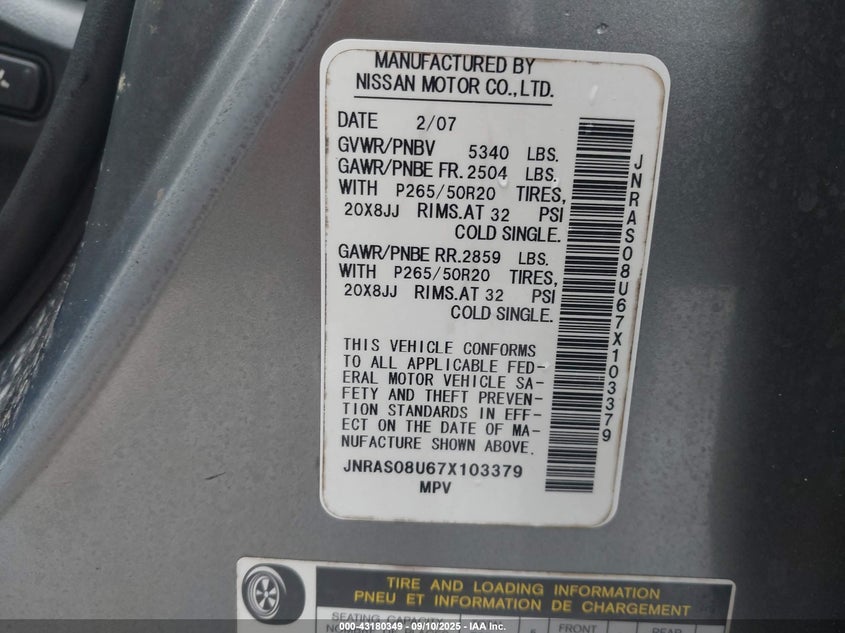 MANUFACTURED BY
NISSAN MOTOR CO.,LTD.
DATE 2/07
GVWR/PNBV 5340 LBS.
GAWR/PNBE FR. 2504 LBS.
WITH P265/50R20 TIRES,
20X8JJ RIMS.AT 32 PSI
COLD SINGLE.
GAWR/PNBE RR. 2859 LBS.
WITH P265/50R20 TIRES,
20X8JJ RIMS.AT 32 PSI
COLD SINGLE.
THIS VEHICLE CONFORMS
TO ALL APPLICABLE FED-
ERAL MOTOR VEHICLE SA-
FETY AND THEFT PREVEN-
TION STANDARDS IN EFF-
ECT ON THE DATE OF MA-
NUFACTURE SHOWN ABOVE.
JNRAS08U67X103379
MPV
JNRAS08U67X103379
TIRE AND LOADING INFORMATION
PNEU ET INFORMATION DE CHARGEMENT
SEATING CAPACITY
FRONT
REAR
000-43180349 - 09/10/2025 - IAA Inc.